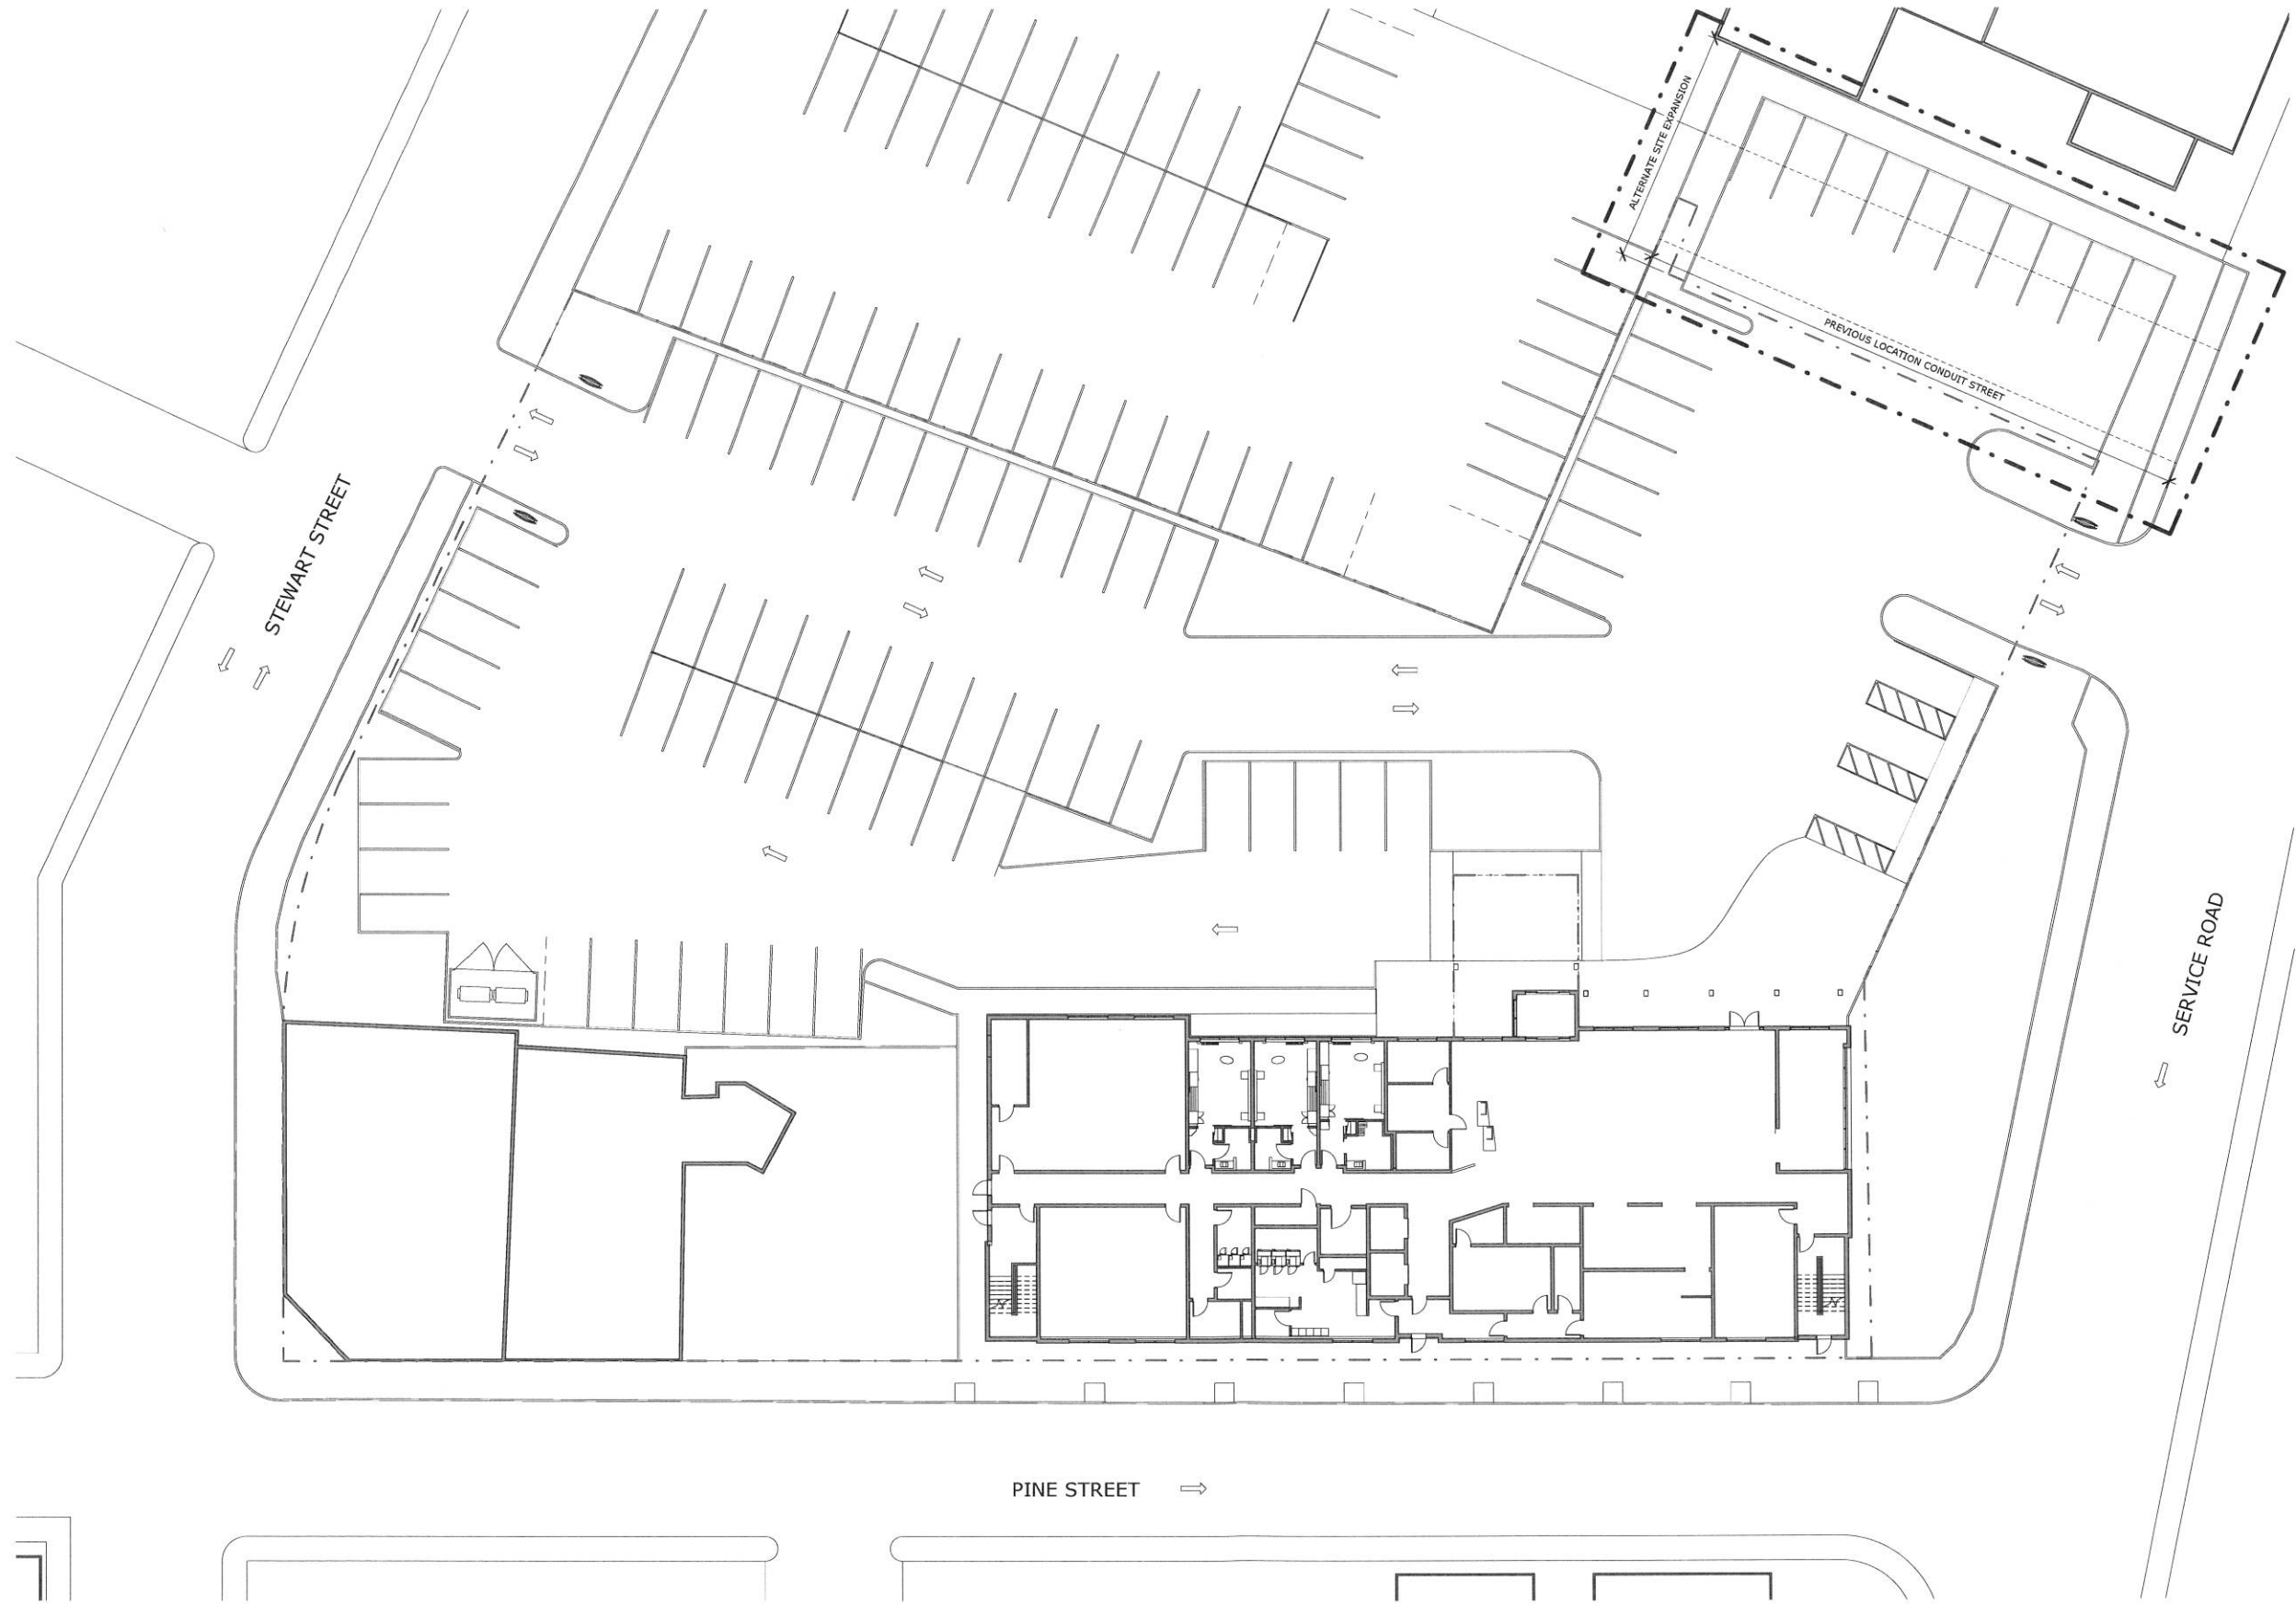 ALTERNATE SITE EXPANSION
PREVIOUS LOCATION CONDUIT STREET
STEWART STREET
SERVICE ROAD
PINE STREET